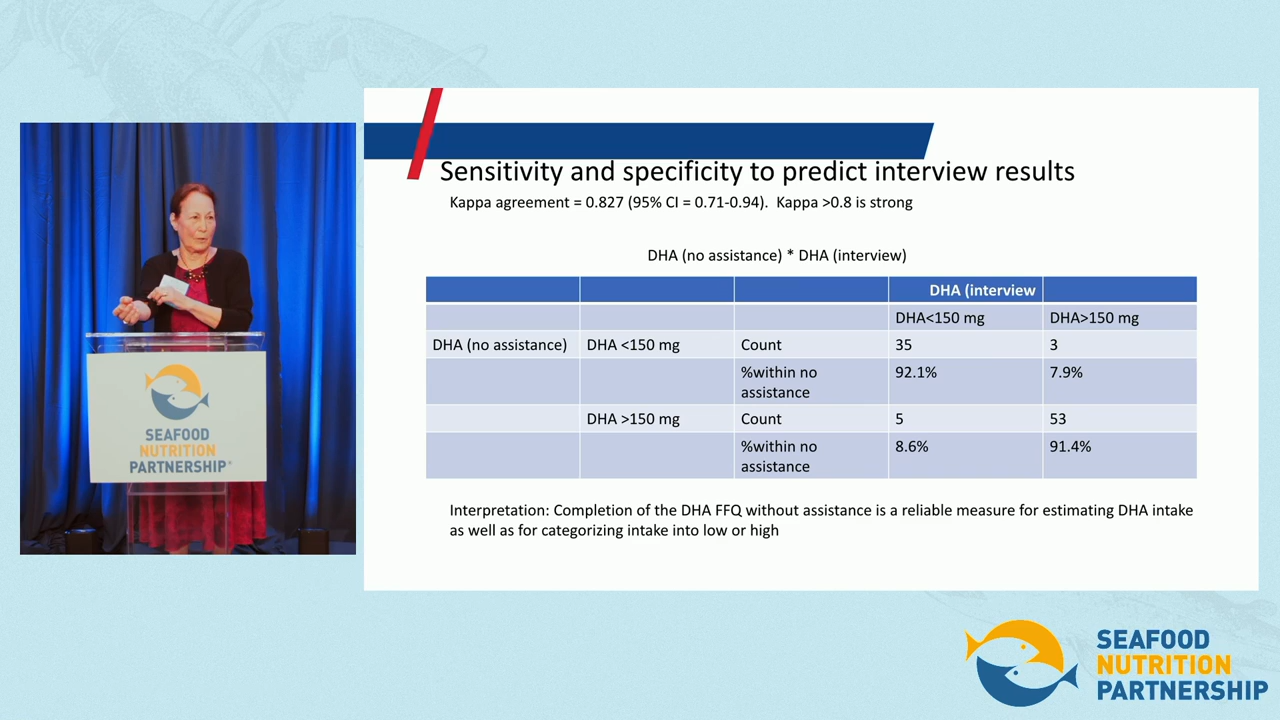 Sensitivity and specificity to predict interview results
Kappa agreement = 0.827 (95% CI = 0.71-0.94). Kappa >0.8 is strong
DHA (no assistance) * DHA (interview)
DHA (interview
DHA<150 mg DHA>150 mg
DHA (no assistance) DHA <150 mg Count 35 3
%within no assistance 92.1% 7.9%
DHA >150 mg Count 5 53
%within no assistance 8.6% 91.4%
Interpretation: Completion of the DHA FFQ without assistance is a reliable measure for estimating DHA intake
as well as for categorizing intake into low or high
SEAFOOD
NUTRITION
PARTNERSHIP®
SEAFOOD
NUTRITION
PARTNERSHIP